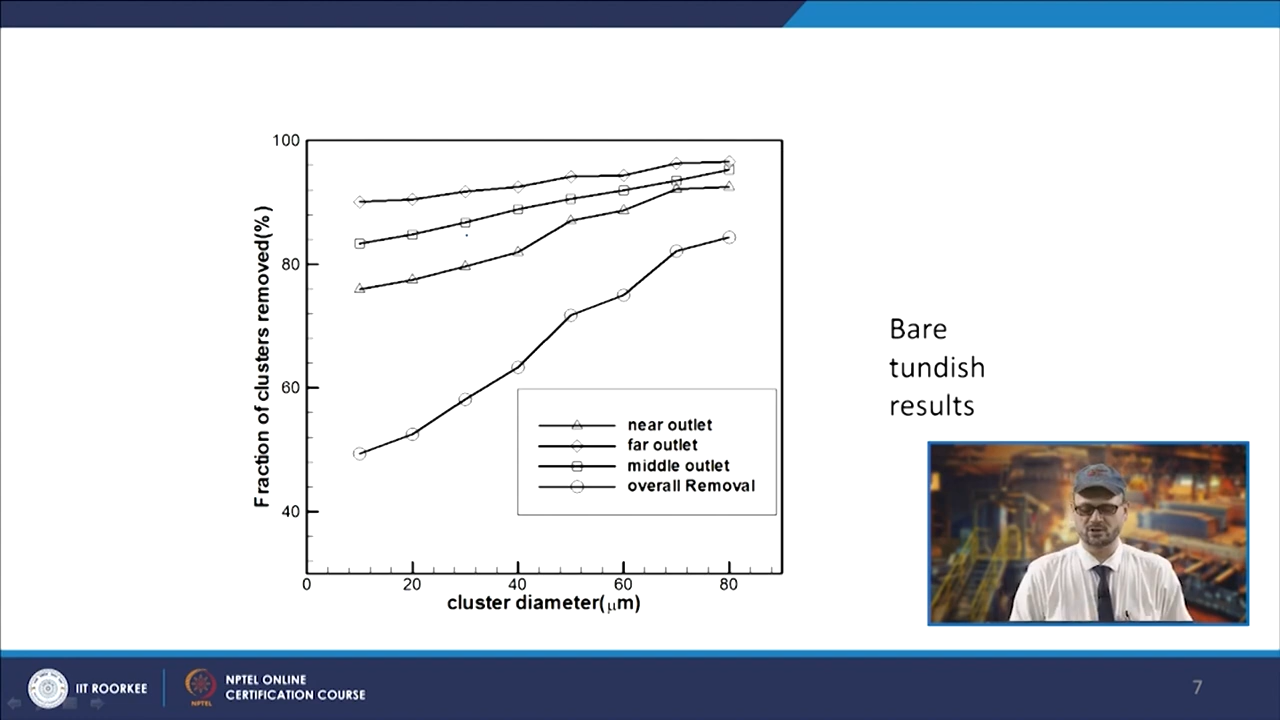 100
80
60
40
Fraction of clusters removed(%)
near outlet
far outlet
middle outlet
overall Removal
0 20 40 60 80
cluster diameter(μm)
Bare
tundish
results
IIT ROORKEE
NPTEL
NPTEL ONLINE
CERTIFICATION COURSE
7